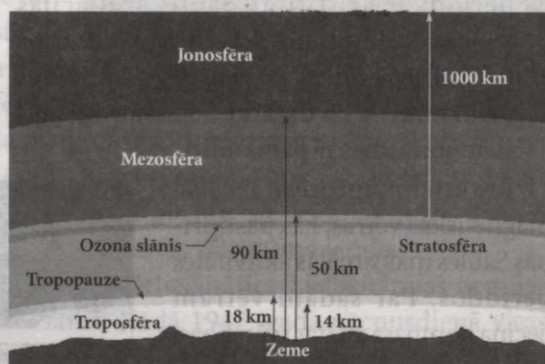 Jonosfēra
1000 km
Mezosfēra
Ozona slānis
90 km
Stratosfēra
50 km
Tropopauze
Troposfēra
18 km
14 km
Zeme